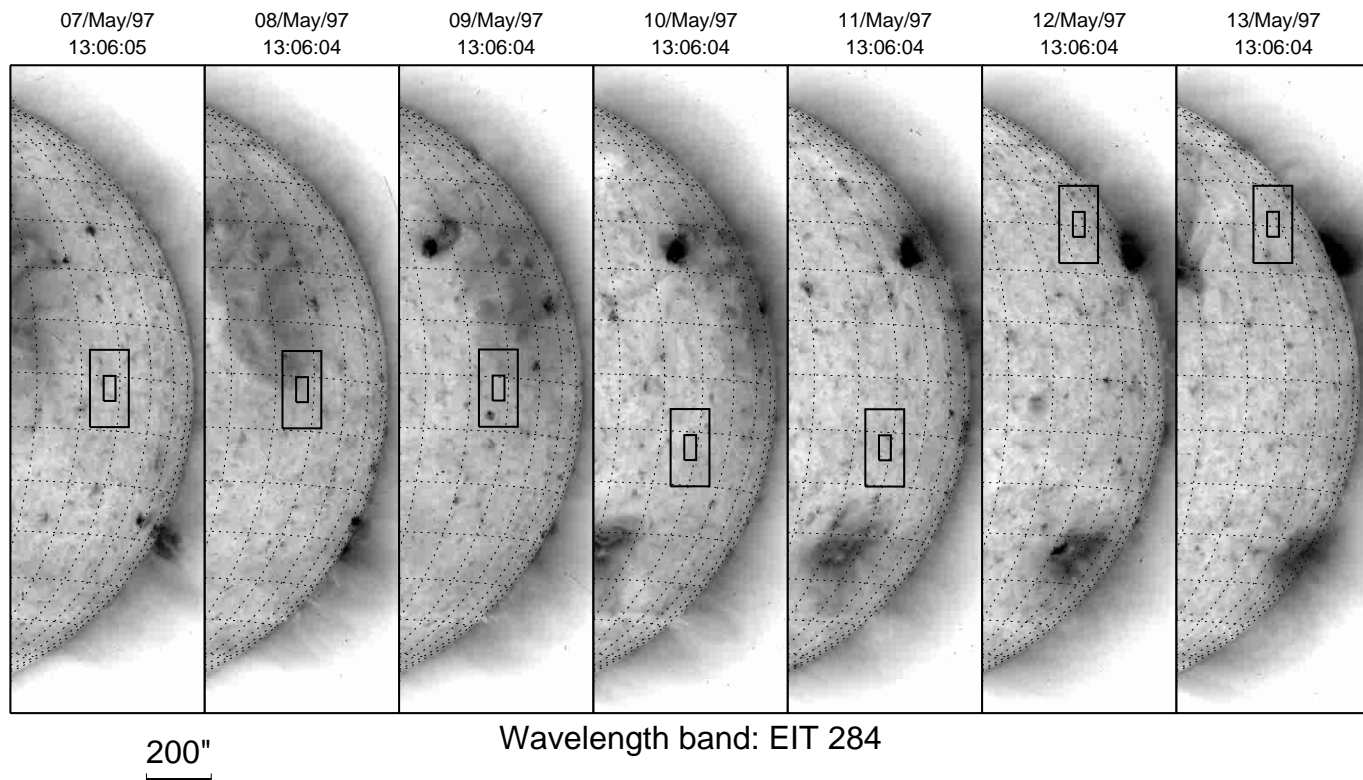 07/May/97 08/May/97 09/May/97 10/May/97 11/May/97 12/May/97 13/May/97
13:06:05 13:06:04 13:06:04 13:06:04 13:06:04 13:06:04 13:06:04
Wavelength band: EIT 284
200"